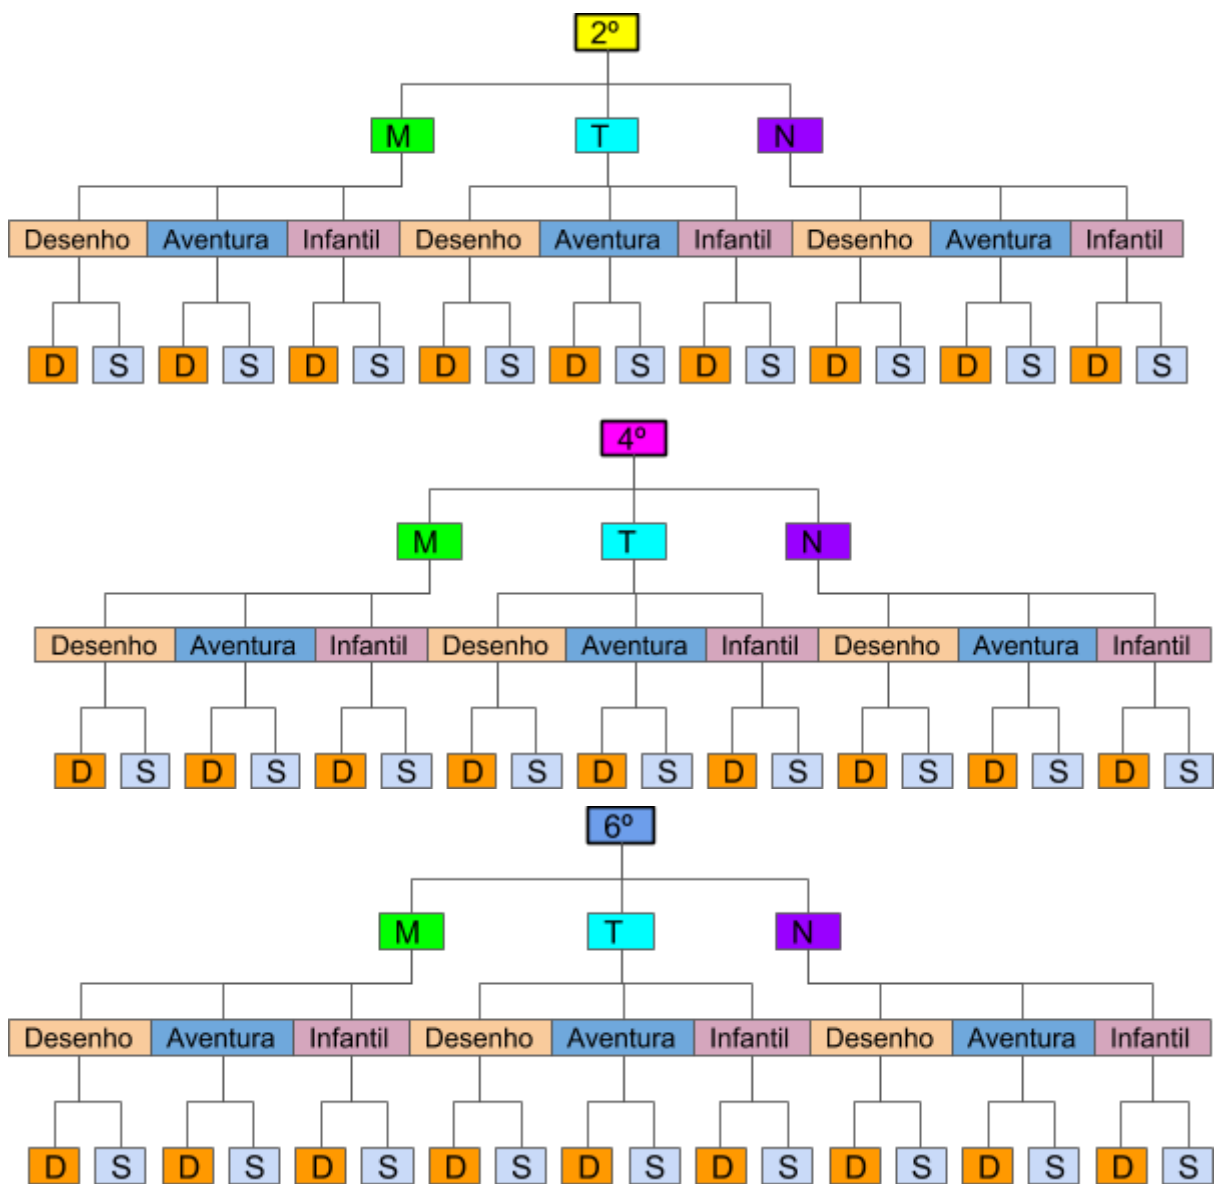 2º
M T N
Desenho Aventura Infantil Desenho Aventura Infantil Desenho Aventura Infantil
D S D S D S D S D S D S D S D S D S
4º
M T N
Desenho Aventura Infantil Desenho Aventura Infantil Desenho Aventura Infantil
D S D S D S D S D S D S D S D S D S
6º
M T N
Desenho Aventura Infantil Desenho Aventura Infantil Desenho Aventura Infantil
D S D S D S D S D S D S D S D S D S